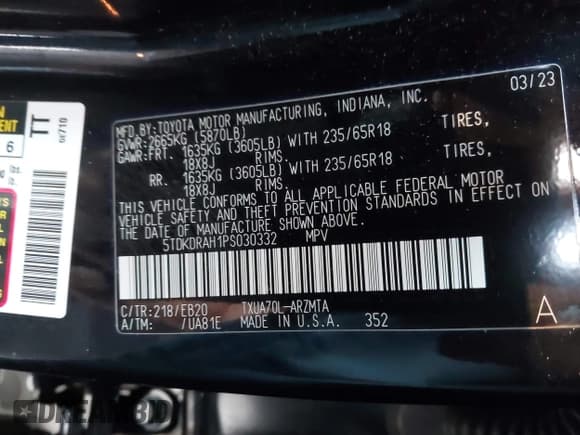 03/23
MFD.BY:TOYOTA MOTOR MANUFACTURING, INDIANA, INC.
GVWR:2665KG (5870LB)
GAWR:FRT. 1635KG (3605LB) WITH 235/65R18 TIRES,
18X8J RIMS.
RR. 1635KG (3605LB) WITH 235/65R18 TIRES,
18X8J RIMS.
THIS VEHICLE CONFORMS TO ALL APPLICABLE FEDERAL MOTOR
VEHICLE SAFETY AND THEFT PREVENTION STANDARDS IN EFFECT ON
THE DATE OF MANUFACTURE SHOWN ABOVE.
5TDKDRAH1PS030332 MPV
C/TR:218/EB20 TXUA70L-ARZMTA
A/TM: /UA81E MADE IN U.S.A. 352
A
TT
6
lbs.
DREAMBID